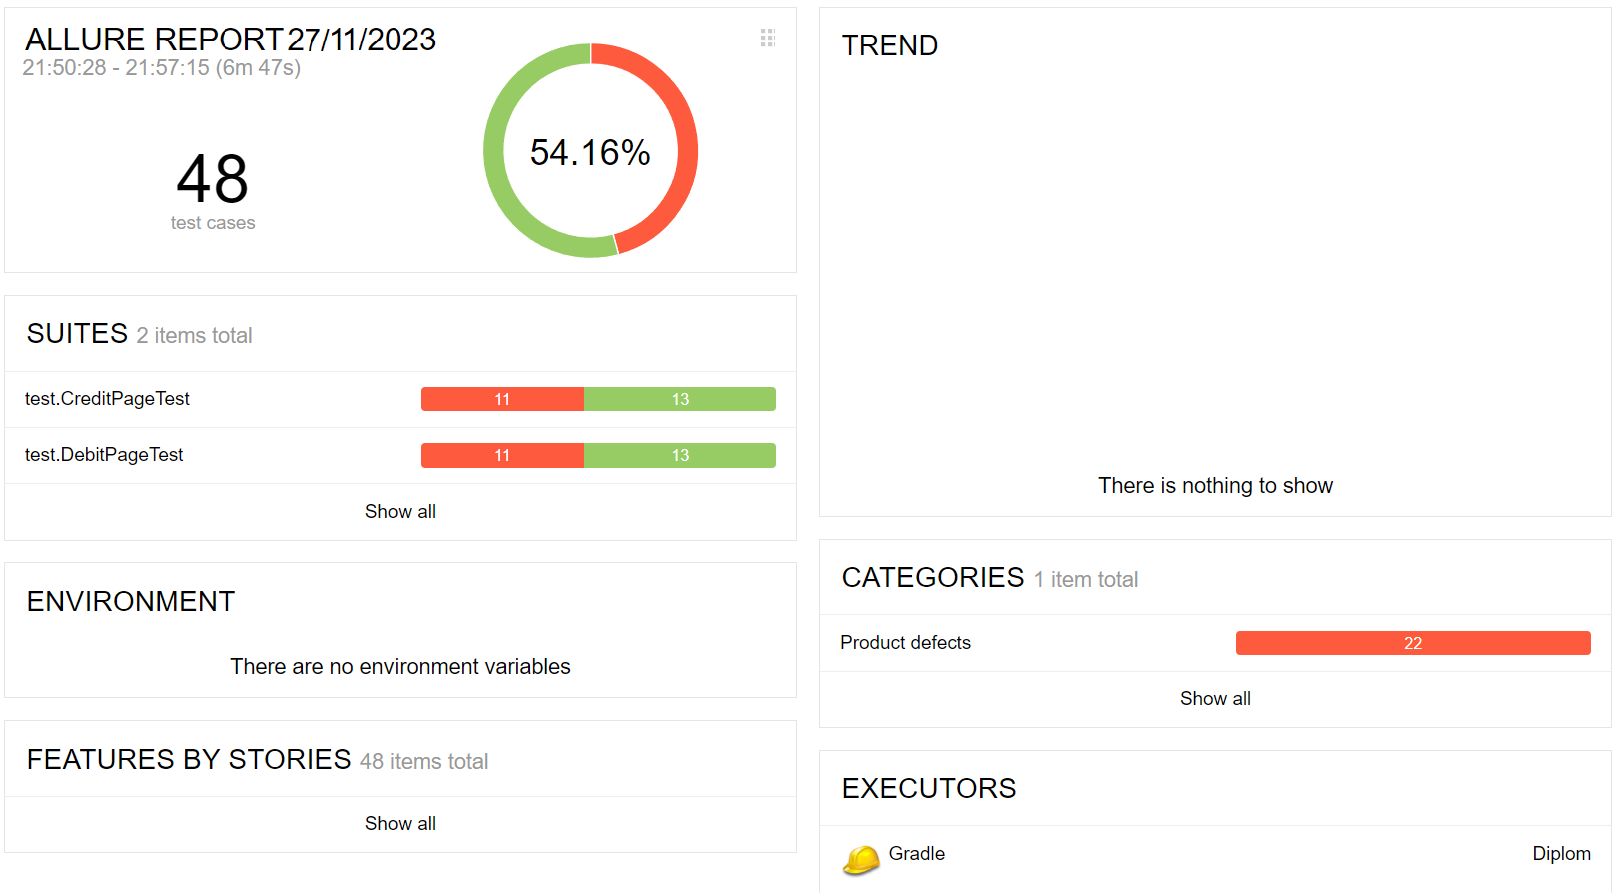 ALLURE REPORT 27/11/2023
21:50:28 - 21:57:15 (6m 47s)
48
test cases
54.16%
SUITES 2 items total
test.CreditPageTest 11 13
test.DebitPageTest 11 13
Show all
ENVIRONMENT
There are no environment variables
FEATURES BY STORIES 48 items total
Show all
TREND
There is nothing to show
CATEGORIES 1 item total
Product defects 22
Show all
EXECUTORS
Gradle Diplom